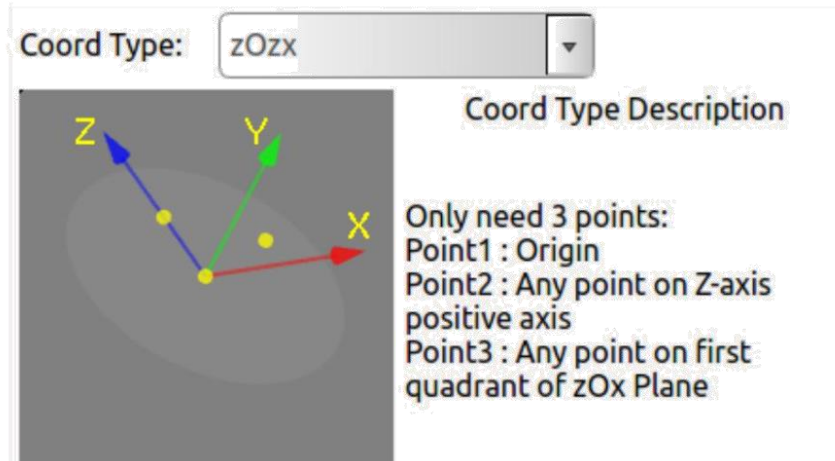 Coord Type: zOzx
Coord Type Description
Z
Y
X
Only need 3 points:
Point1 : Origin
Point2 : Any point on Z-axis
positive axis
Point3 : Any point on first
quadrant of zOx Plane